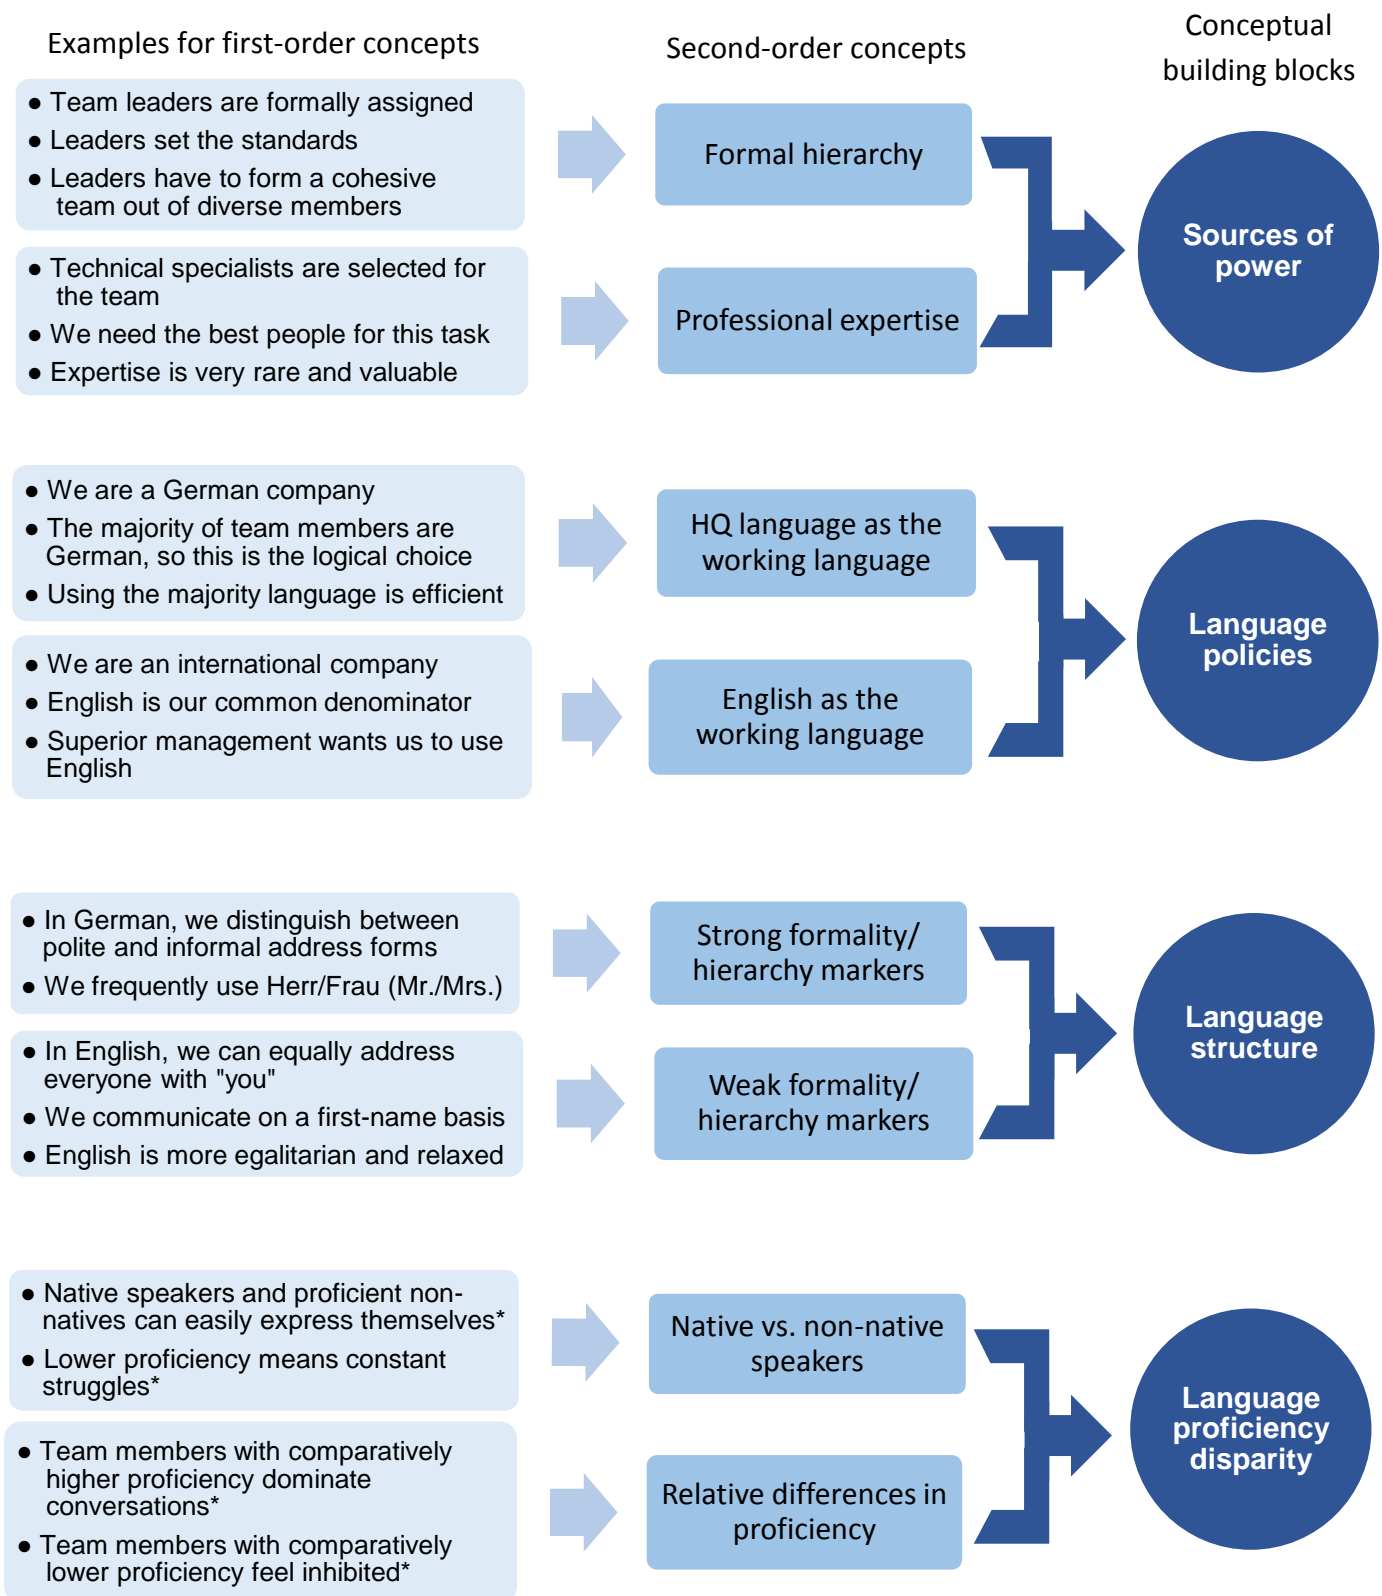 Examples for first-order concepts
Second-order concepts
Conceptual
building blocks
● Team leaders are formally assigned
● Leaders set the standards
● Leaders have to form a cohesive
team out of diverse members
Formal hierarchy
● Technical specialists are selected for
the team
● We need the best people for this task
● Expertise is very rare and valuable
Professional expertise
Sources of
power
● We are a German company
● The majority of team members are
German, so this is the logical choice
● Using the majority language is efficient
HQ language as the
working language
● We are an international company
● English is our common denominator
● Superior management wants us to use
English
English as the
working language
Language
policies
● In German, we distinguish between
polite and informal address forms
● We frequently use Herr/Frau (Mr./Mrs.)
Strong formality/
hierarchy markers
● In English, we can equally address
everyone with "you"
● We communicate on a first-name basis
● English is more egalitarian and relaxed
Weak formality/
hierarchy markers
Language
structure
● Native speakers and proficient non-
natives can easily express themselves*
● Lower proficiency means constant
struggles*
Native vs. non-native
speakers
● Team members with comparatively
higher proficiency dominate
conversations*
● Team members with comparatively
lower proficiency feel inhibited*
Relative differences in
proficiency
Language
proficiency
disparity